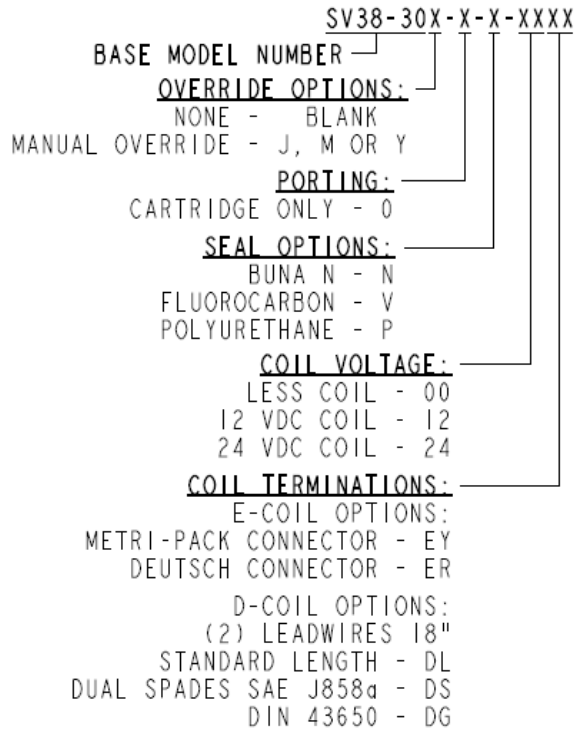 SV38-30X-X-X-XXXX
BASE MODEL NUMBER
OVERRIDE OPTIONS:
NONE - BLANK
MANUAL OVERRIDE - J, M OR Y
PORTING:
CARTRIDGE ONLY - 0
SEAL OPTIONS:
BUNA N - N
FLUOROCARBON - V
POLYURETHANE - P
COIL VOLTAGE:
LESS COIL - 00
12 VDC COIL - 12
24 VDC COIL - 24
COIL TERMINATIONS:
E-COIL OPTIONS:
METRI-PACK CONNECTOR - EY
DEUTSCH CONNECTOR - ER
D-COIL OPTIONS:
(2) LEADWIRES 18"
STANDARD LENGTH - DL
DUAL SPADES SAE J858a - DS
DIN 43650 - DG